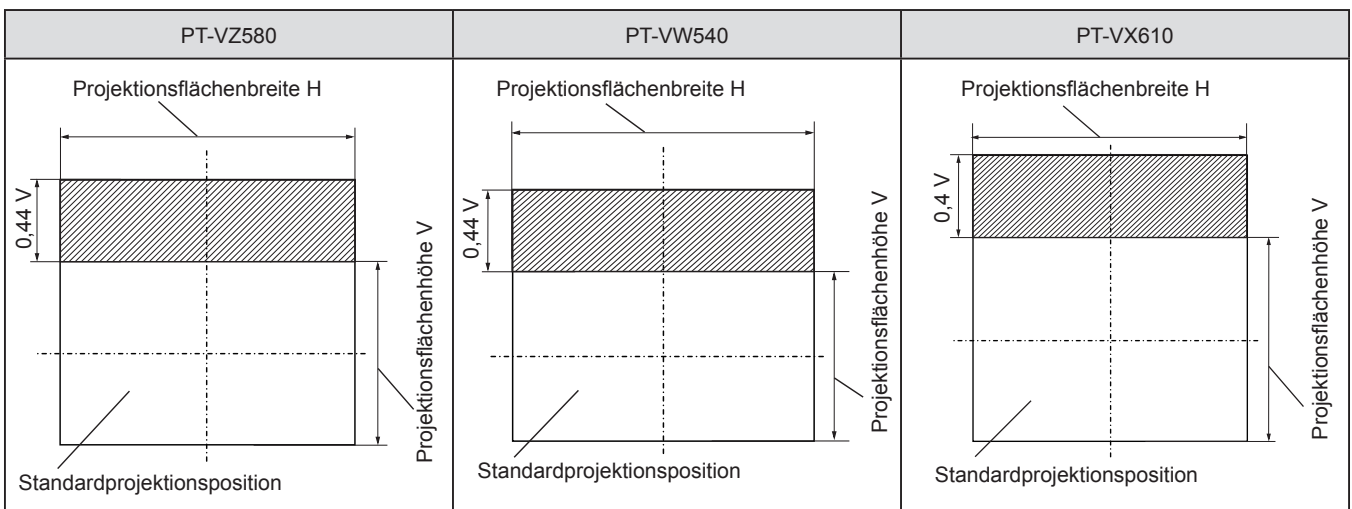 PT-VZ580
PT-VW540
PT-VX610
Projektionsflächenbreite H
0,44 V
Projektionsflächenhöhe V
Standardprojektionsposition
Projektionsflächenbreite H
0,44 V
Projektionsflächenhöhe V
Standardprojektionsposition
Projektionsflächenbreite H
0,4 V
Projektionsflächenhöhe V
Standardprojektionsposition